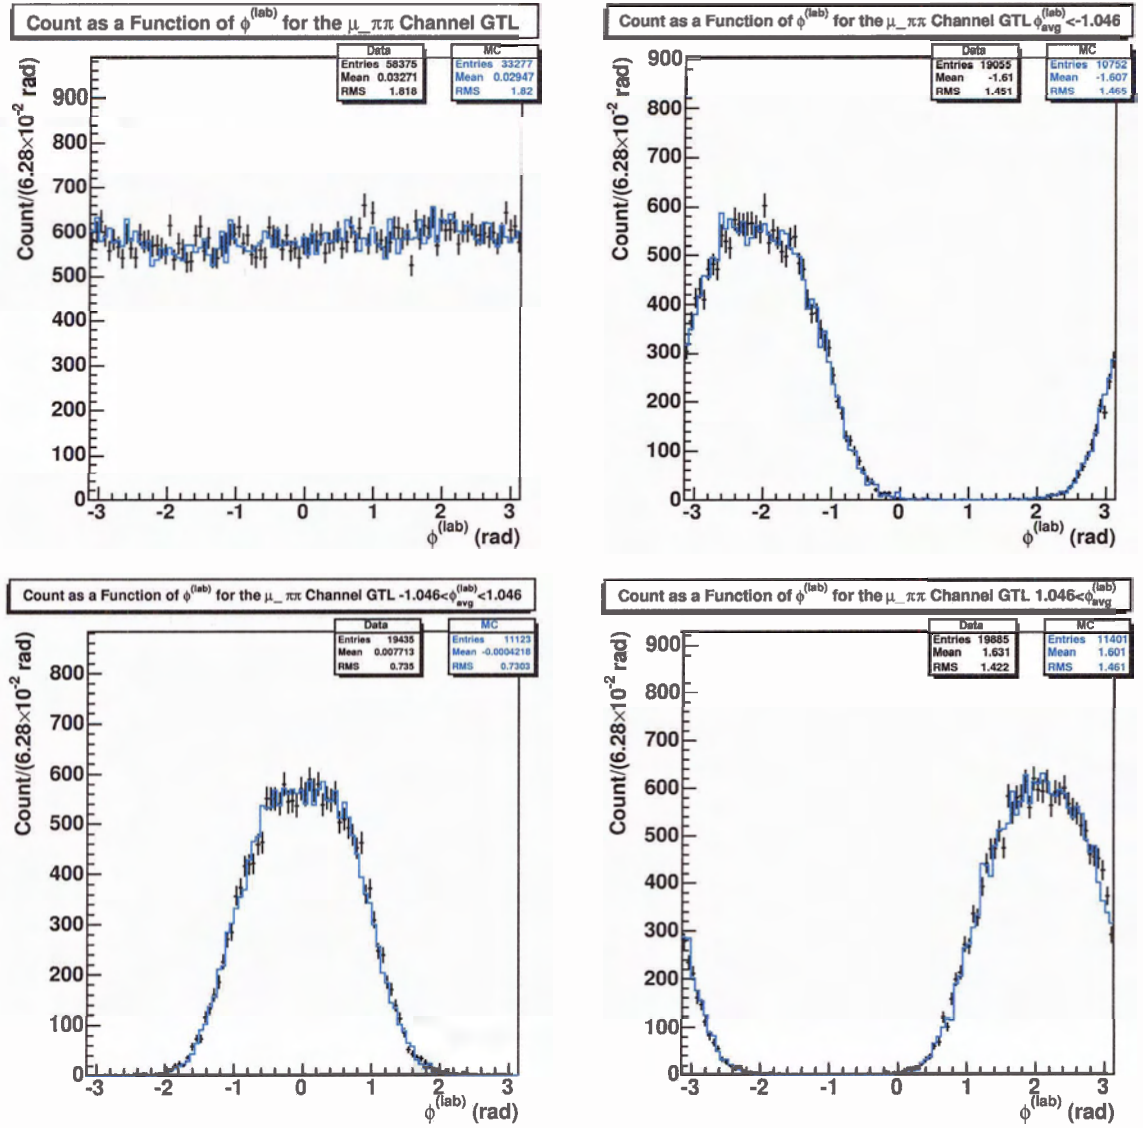 Count as a Function of ϕ^(lab) for the μ_ ππ Channel GTL
Data
Entries 58375
Mean 0.03271
RMS 1.818
MC
Entries 33277
Mean 0.02947
RMS 1.82
Count/(6.28×10^-2 rad)
900
800
700
600
500
400
300
200
100
0
-3 -2 -1 0 1 2 3
ϕ^(lab) (rad)
Count as a Function of ϕ^(lab) for the μ_ ππ Channel GTL ϕ_avg^(lab)<-1.046
Data
Entries 19055
Mean -1.61
RMS 1.451
MC
Entries 10752
Mean -1.607
RMS 1.465
Count/(6.28×10^-2 rad)
900
800
700
600
500
400
300
200
100
0
-3 -2 -1 0 1 2 3
ϕ^(lab) (rad)
Count as a Function of ϕ^(lab) for the μ_ ππ Channel GTL -1.046<ϕ_avg^(lab)<1.046
Data
Entries 19435
Mean 0.007713
RMS 0.735
MC
Entries 11123
Mean -0.0004218
RMS 0.7303
Count/(6.28×10^-2 rad)
800
700
600
500
400
300
200
100
0
-3 -2 -1 0 1 2 3
ϕ^(lab) (rad)
Count as a Function of ϕ^(lab) for the μ_ ππ Channel GTL 1.046<ϕ_avg^(lab)
Data
Entries 19885
Mean 1.631
RMS 1.422
MC
Entries 11401
Mean 1.601
RMS 1.461
Count/(6.28×10^-2 rad)
900
800
700
600
500
400
300
200
100
0
-3 -2 -1 0 1 2 3
ϕ^(lab) (rad)